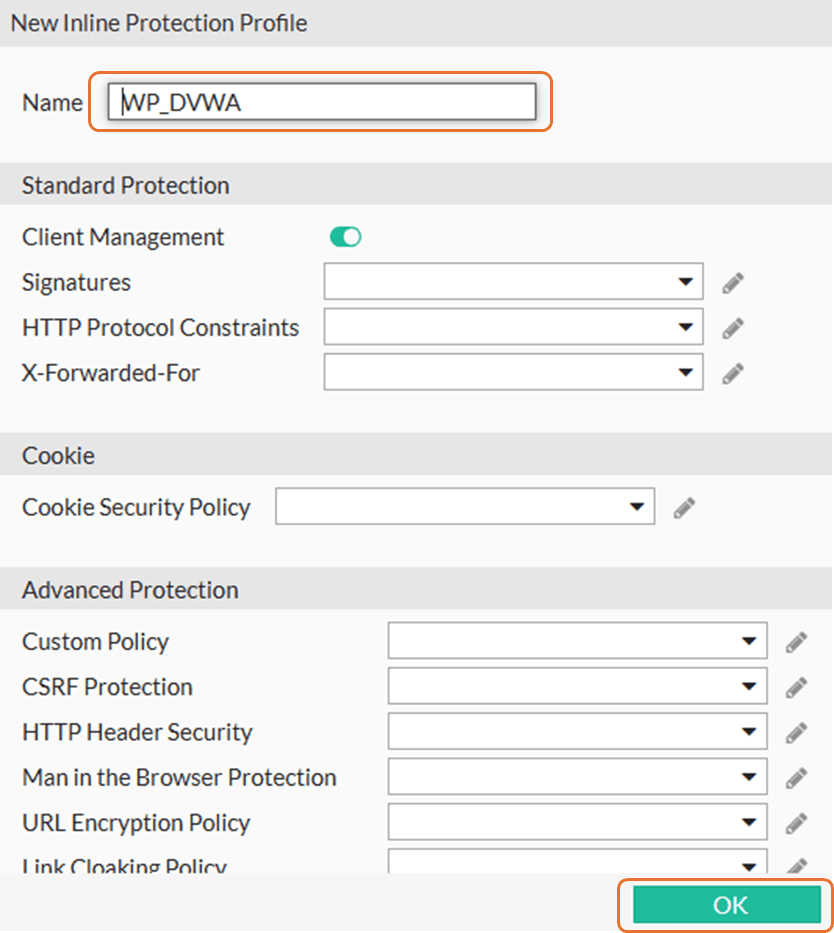 New Inline Protection Profile
Name WP_DVWA
Standard Protection
Client Management
Signatures
HTTP Protocol Constraints
X-Forwarded-For
Cookie
Cookie Security Policy
Advanced Protection
Custom Policy
CSRF Protection
HTTP Header Security
Man in the Browser Protection
URL Encryption Policy
Link Cloaking Policy
OK